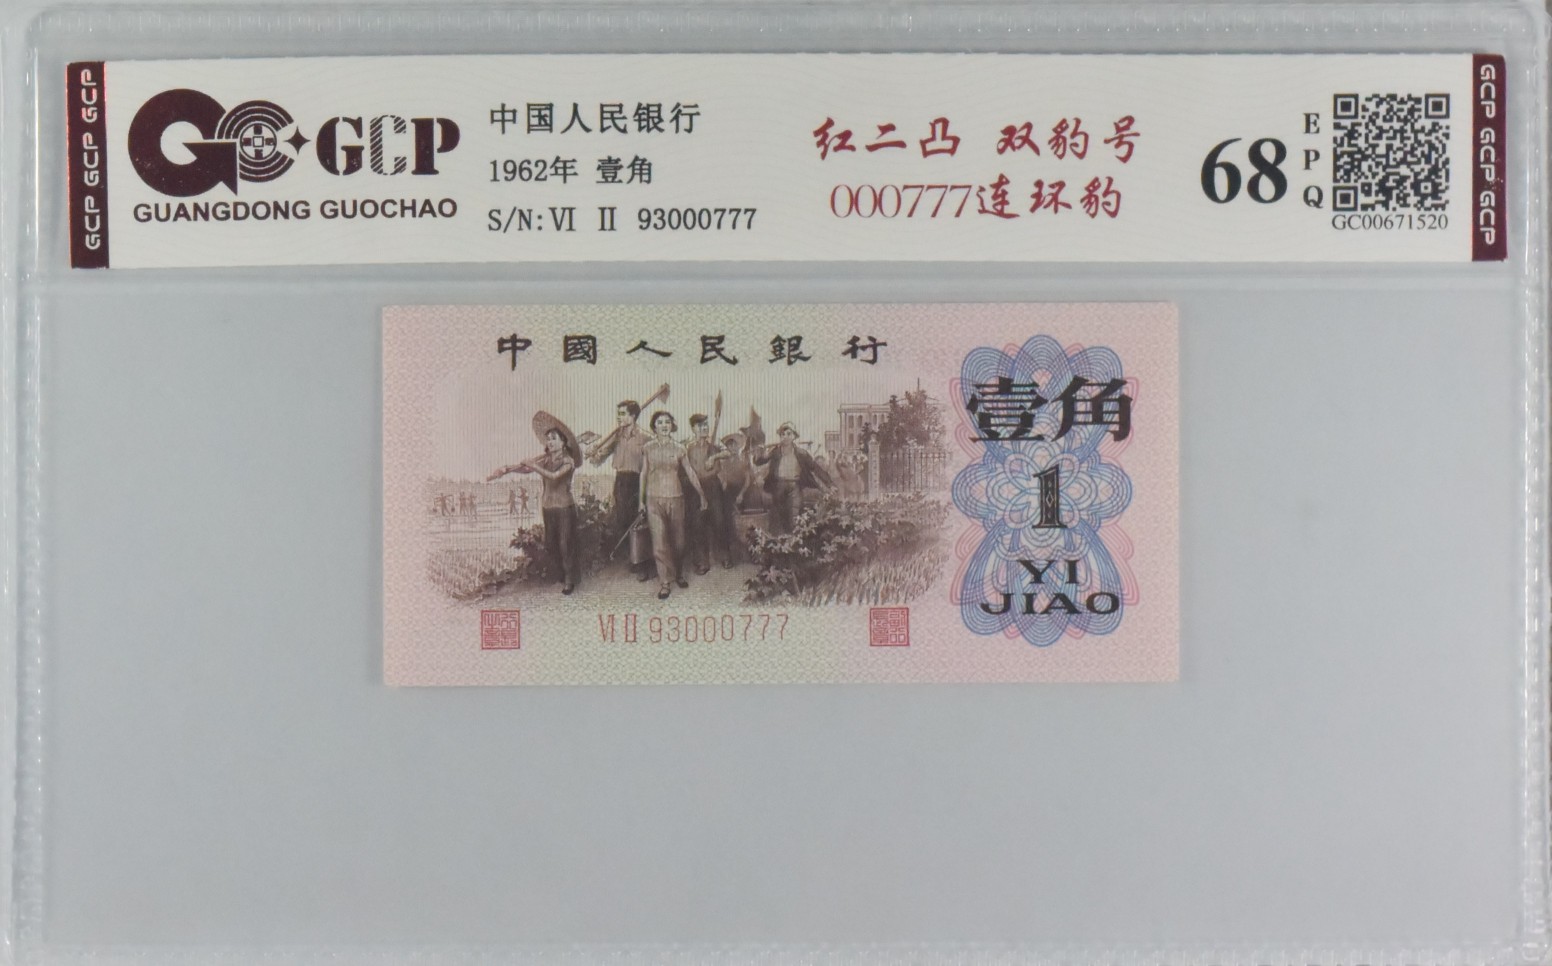 GCP GCP GCP
GCP
GUANGDONG GUOCHAO
中国人民银行
1962年 壹角
S/N: VI II 93000777
红二凸 双豹号
000777连环豹
68
EPQ
GC00671520
GCP GCP GCP
中國人民銀行
壹角
1
YI
JIAO
VI II 93000777